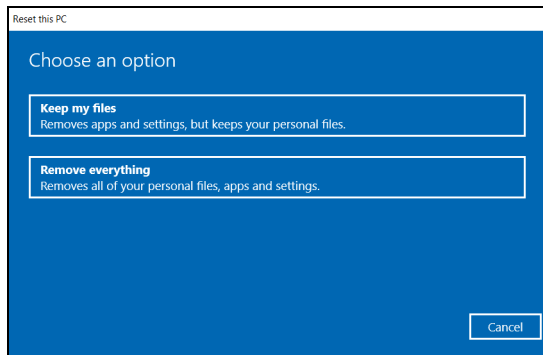 Reset this PC
Choose an option
Keep my files
Removes apps and settings, but keeps your personal files.
Remove everything
Removes all of your personal files, apps and settings.
Cancel